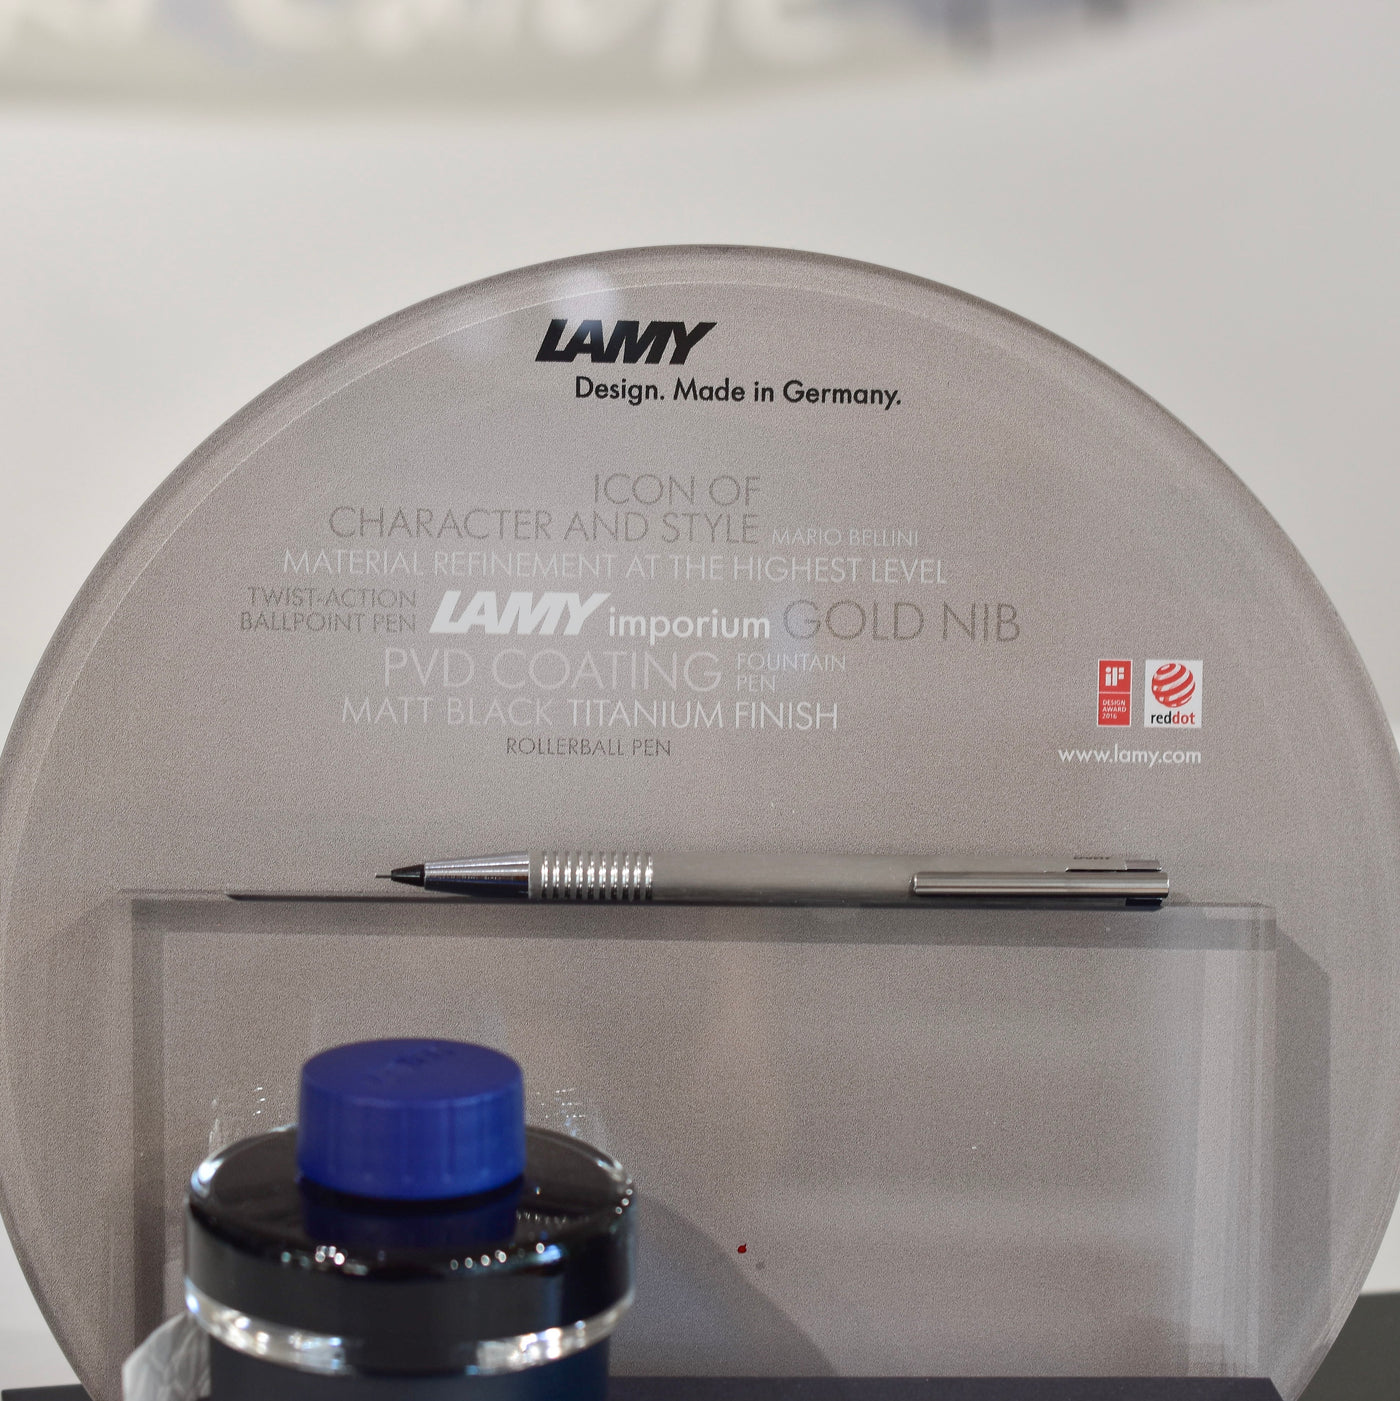 LAMY
Design. Made in Germany.
ICON OF
CHARACTER AND STYLE MARIO BELLINI
MATERIAL REFINEMENT AT THE HIGHEST LEVEL
TWIST-ACTION
BALLPOINT PEN
LAMY imporium GOLD NIB
PVD COATING
FOUNTAIN
PEN
MATT BLACK TITANIUM FINISH
ROLLERBALL PEN
iF
DESIGN
AWARD
2016
reddot
www.lamy.com
LAMY